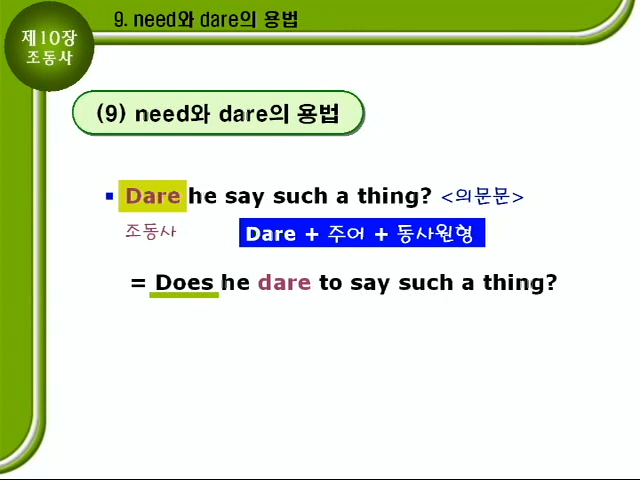 9. need와 dare의 용법
제10장
조동사
(9) need와 dare의 용법
▪ Dare he say such a thing? <의문문>
조동사
Dare + 주어 + 동사원형
= Does he dare to say such a thing?